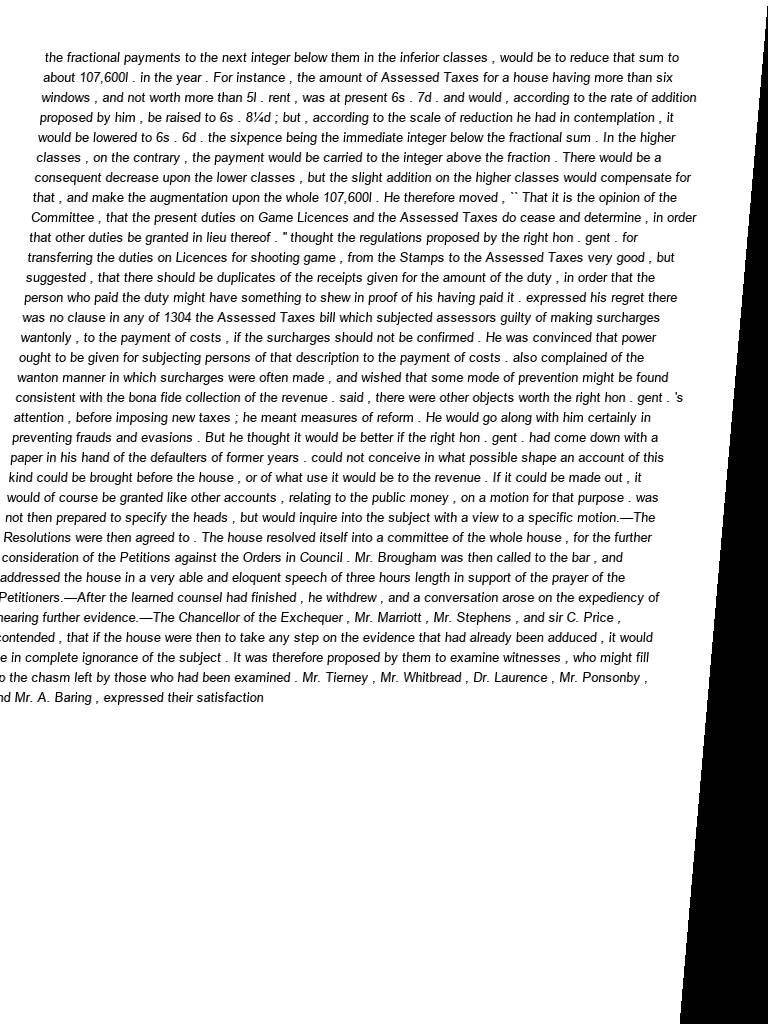 the fractional payments to the next integer below them in the inferior classes , would be to reduce that sum to
about 107,600l . in the year . For instance , the amount of Assessed Taxes for a house having more than six
windows , and not worth more than 5l . rent , was at present 6s . 7d . and would , according to the rate of addition
proposed by him , be raised to 6s . 8¼d ; but , according to the scale of reduction he had in contemplation , it
would be lowered to 6s . 6d . the sixpence being the immediate integer below the fractional sum . In the higher
classes , on the contrary , the payment would be carried to the integer above the fraction . There would be a
consequent decrease upon the lower classes , but the slight addition on the higher classes would compensate for
that , and make the augmentation upon the whole 107,600l . He therefore moved , `` That it is the opinion of the
Committee , that the present duties on Game Licences and the Assessed Taxes do cease and determine , in order
that other duties be granted in lieu thereof . '' thought the regulations proposed by the right hon . gent . for
transferring the duties on Licences for shooting game , from the Stamps to the Assessed Taxes very good , but
suggested , that there should be duplicates of the receipts given for the amount of the duty , in order that the
person who paid the duty might have something to shew in proof of his having paid it . expressed his regret there
was no clause in any of 1304 the Assessed Taxes bill which subjected assessors guilty of making surcharges
wantonly , to the payment of costs , if the surcharges should not be confirmed . He was convinced that power
ought to be given for subjecting persons of that description to the payment of costs . also complained of the
wanton manner in which surcharges were often made , and wished that some mode of prevention might be found
consistent with the bona fide collection of the revenue . said , there were other objects worth the right hon . gent . 's
attention , before imposing new taxes ; he meant measures of reform . He would go along with him certainly in
preventing frauds and evasions . But he thought it would be better if the right hon . gent . had come down with a
paper in his hand of the defaulters of former years . could not conceive in what possible shape an account of this
kind could be brought before the house , or of what use it would be to the revenue . If it could be made out , it
would of course be granted like other accounts , relating to the public money , on a motion for that purpose . was
not then prepared to specify the heads , but would inquire into the subject with a view to a specific motion.—The
Resolutions were then agreed to . The house resolved itself into a committee of the whole house , for the further
consideration of the Petitions against the Orders in Council . Mr. Brougham was then called to the bar , and
addressed the house in a very able and eloquent speech of three hours length in support of the prayer of the
Petitioners.—After the learned counsel had finished , he withdrew , and a conversation arose on the expediency of
hearing further evidence.—The Chancellor of the Exchequer , Mr. Marriott , Mr. Stephens , and sir C. Price ,
contended , that if the house were then to take any step on the evidence that had already been adduced , it would
in complete ignorance of the subject . It was therefore proposed by them to examine witnesses , who might fill
the chasm left by those who had been examined . Mr. Tierney , Mr. Whitbread , Dr. Laurence , Mr. Ponsonby ,
Mr. A. Baring , expressed their satisfaction